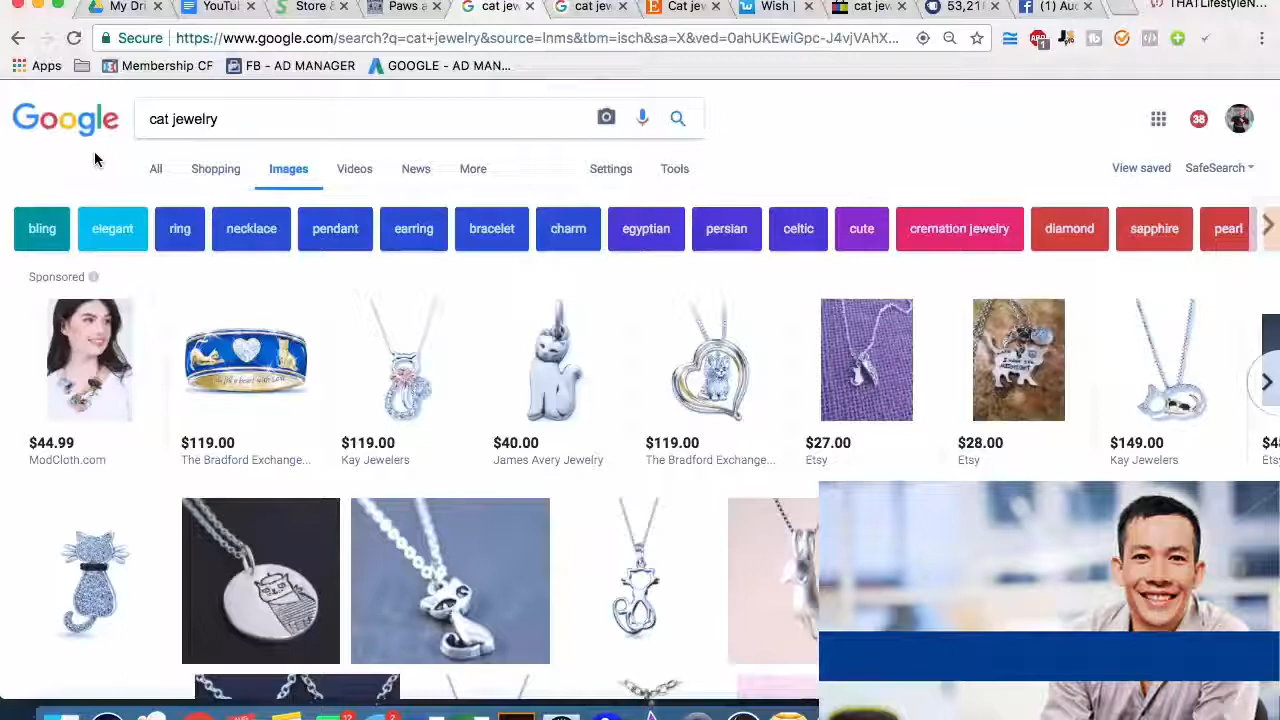 My Dri
YouTu
Store &
Paws a
cat jew
cat jew
Cat jew
Wish |
cat jew
53,21
(1) Auc
THATLifestyleN
Secure
https://www.google.com/search?q=cat+jewelry&source=lnms&tbm=isch&sa=X&ved=0ahUKEwiGpc-J4vjVAhX...
Apps
Membership CF
FB - AD MANAGER
GOOGLE - AD MAN...
Google
cat jewelry
38
All
Shopping
Images
Videos
News
More
Settings
Tools
View saved
SafeSearch
bling
elegant
ring
necklace
pendant
earring
bracelet
charm
egyptian
persian
celtic
cute
cremation jewelry
diamond
sapphire
pearl
Sponsored
$44.99
$119.00
$119.00
$40.00
$119.00
$27.00
$28.00
$149.00
ModCloth.com
The Bradford Exchange...
Kay Jewelers
James Avery Jewelry
The Bradford Exchange...
Etsy
Etsy
Kay Jewelers